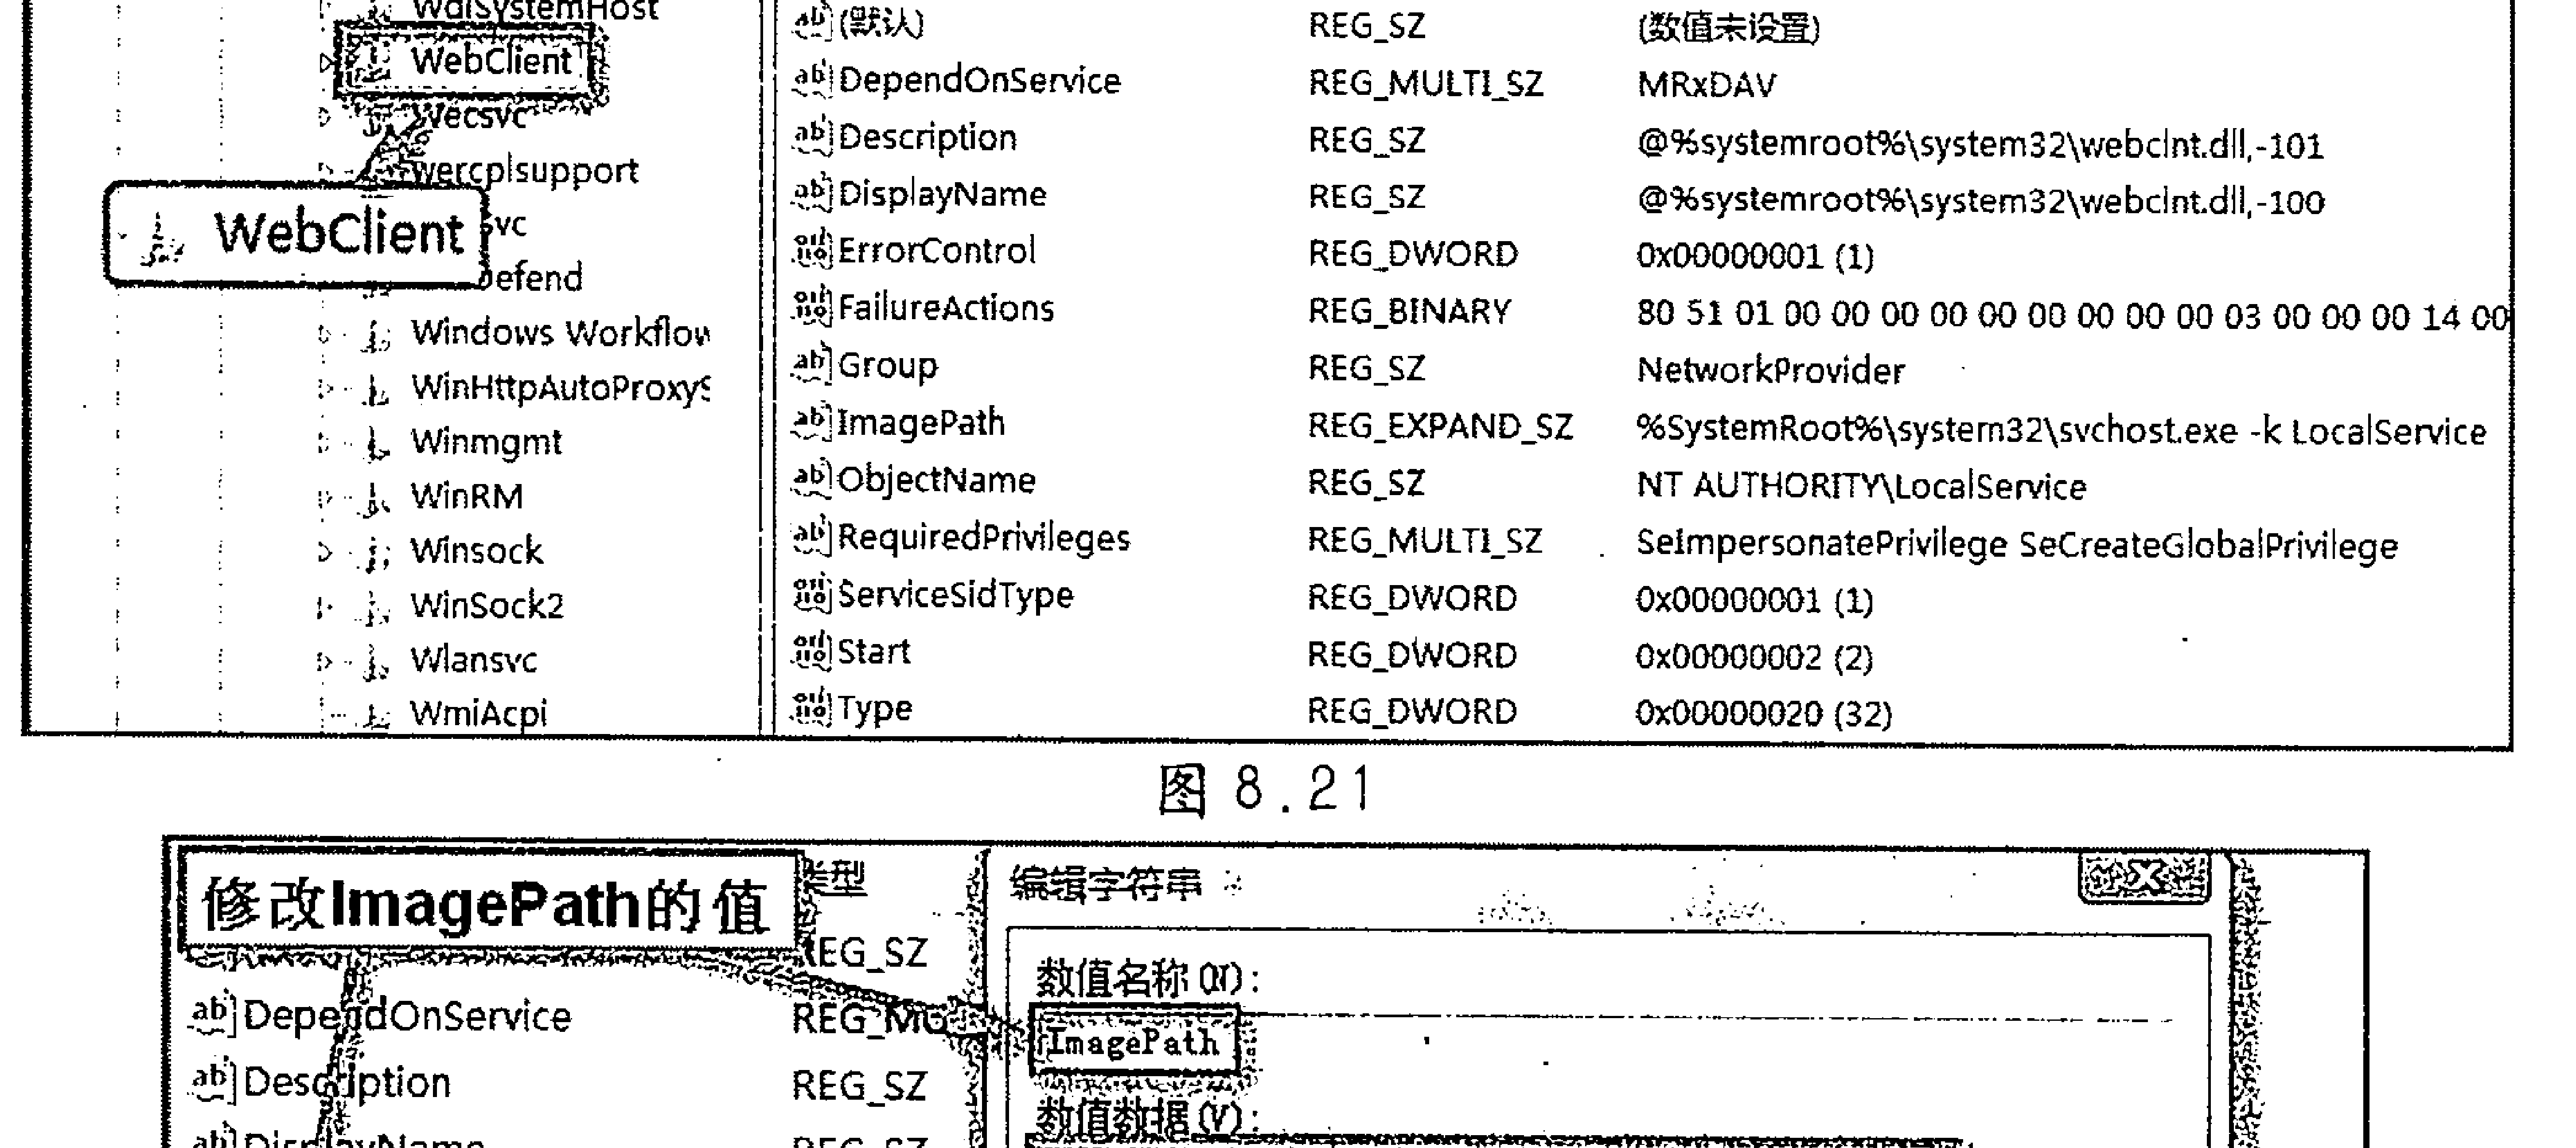 WdiSystemHost
WebClient
Wecsvc
wercplsupport
WebClient
svc
Defend
Windows Workflow
WinHttpAutoProxyS
Winmgmt
WinRM
Winsock
WinSock2
Wlansvc
WmiAcpi
(默认) REG_SZ (数值未设置)
DependOnService REG_MULTI_SZ MRxDAV
Description REG_SZ @%systemroot%\system32\webclnt.dll,-101
DisplayName REG_SZ @%systemroot%\system32\webclnt.dll,-100
ErrorControl REG_DWORD 0x00000001 (1)
FailureActions REG_BINARY 80 51 01 00 00 00 00 00 00 00 00 00 03 00 00 00 14 00
Group REG_SZ NetworkProvider
ImagePath REG_EXPAND_SZ %SystemRoot%\system32\svchost.exe -k LocalService
ObjectName REG_SZ NT AUTHORITY\LocalService
RequiredPrivileges REG_MULTI_SZ SeImpersonatePrivilege SeCreateGlobalPrivilege
ServiceSidType REG_DWORD 0x00000001 (1)
Start REG_DWORD 0x00000002 (2)
Type REG_DWORD 0x00000020 (32)
图 8.21
修改ImagePath的值
类型
REG_SZ
DependOnService REG_MU
Description REG_SZ
DisplayName REG_SZ
编辑字符串
数值名称(N):
ImagePath
数值数据(V):